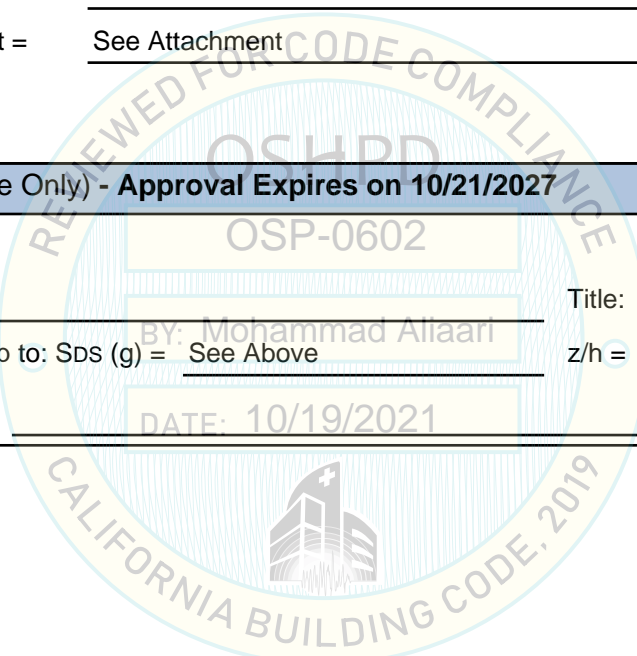 t = See Attachment
REVIEWED FOR CODE COMPLIANCE
OSHPD
e Only) - Approval Expires on 10/21/2027
OSP-0602
Title:
BY: Mohammad Aliaari
o to: SDS (g) = See Above z/h =
DATE: 10/19/2021
CALIFORNIA BUILDING CODE, 2019